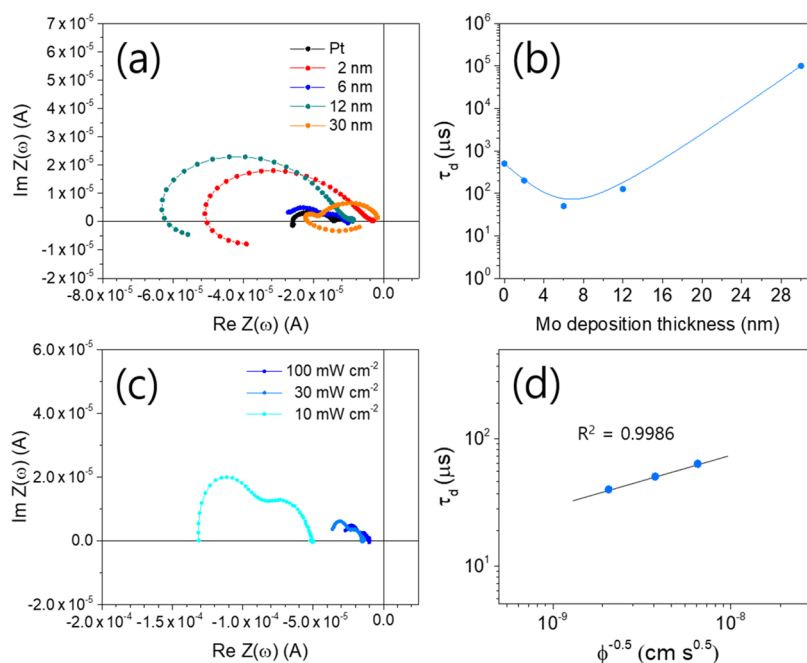 (a)
7 x 10⁻⁵
6 x 10⁻⁵
5 x 10⁻⁵
4 x 10⁻⁵
3 x 10⁻⁵
2 x 10⁻⁵
1 x 10⁻⁵
0
-1 x 10⁻⁵
-2 x 10⁻⁵
Im Z(ω) (A)
Pt
2 nm
6 nm
12 nm
30 nm
-8.0 x 10⁻⁵ -6.0 x 10⁻⁵ -4.0 x 10⁻⁵ -2.0 x 10⁻⁵ 0.0
Re Z(ω) (A)
(b)
10⁶
10⁵
10⁴
10³
10²
10¹
10⁰
τd (μs)
0 4 8 12 16 20 24 28
Mo deposition thickness (nm)
(c)
6.0 x 10⁻⁵
4.0 x 10⁻⁵
2.0 x 10⁻⁵
0.0
-2.0 x 10⁻⁵
Im Z(ω) (A)
100 mW cm⁻²
30 mW cm⁻²
10 mW cm⁻²
-2.0 x 10⁻⁴ -1.5 x 10⁻⁴ -1.0 x 10⁻⁴ -5.0 x 10⁻⁵ 0.0
Re Z(ω) (A)
(d)
R² = 0.9986
10²
10¹
τd (μs)
10⁻⁹ 10⁻⁸
ϕ⁻⁰·⁵ (cm s⁰·⁵)